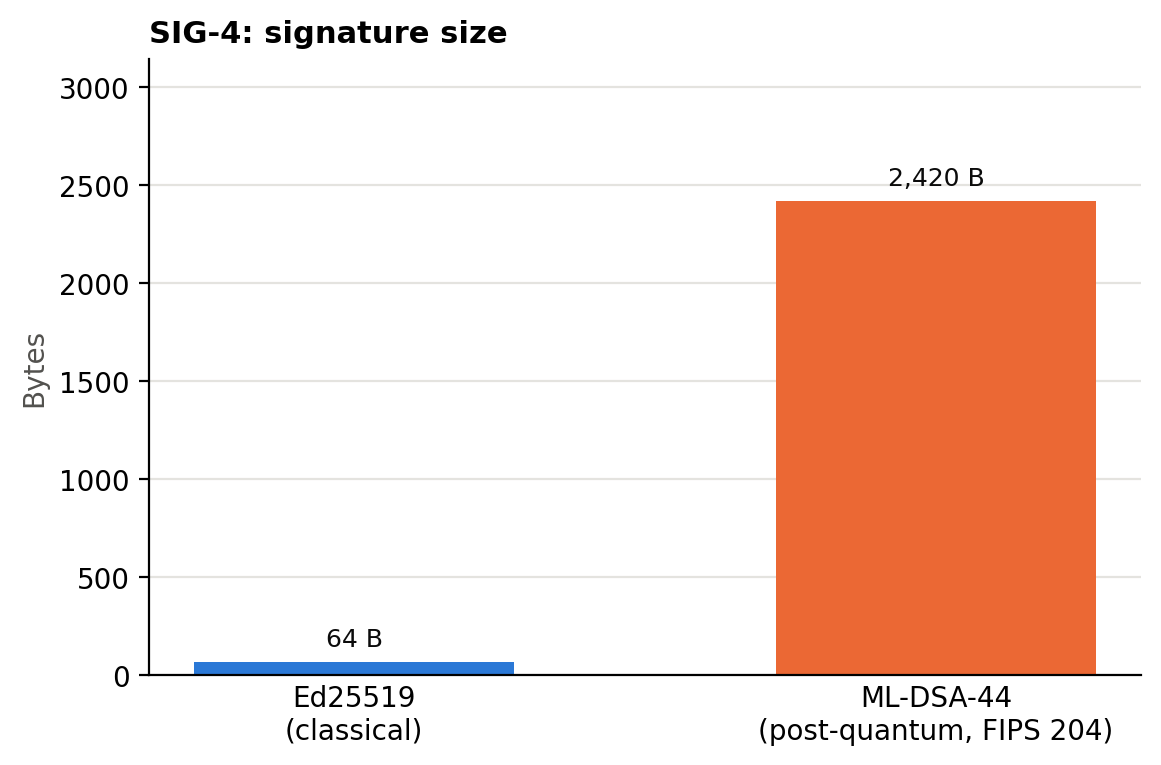 SIG-4: signature size
3000
2500
2000
1500
1000
500
0
Bytes
2,420 B
64 B
Ed25519
(classical)
ML-DSA-44
(post-quantum, FIPS 204)